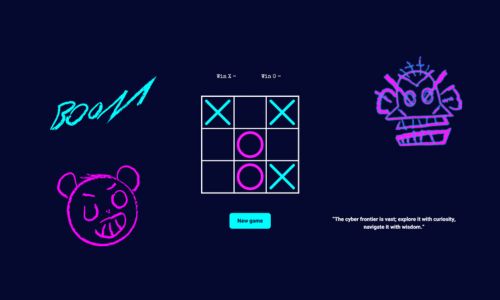 Win X -
Win O -
BOOM
X
X
O
O
X
New game
"The cyber frontier is vast; explore it with curiosity,
navigate it with wisdom."